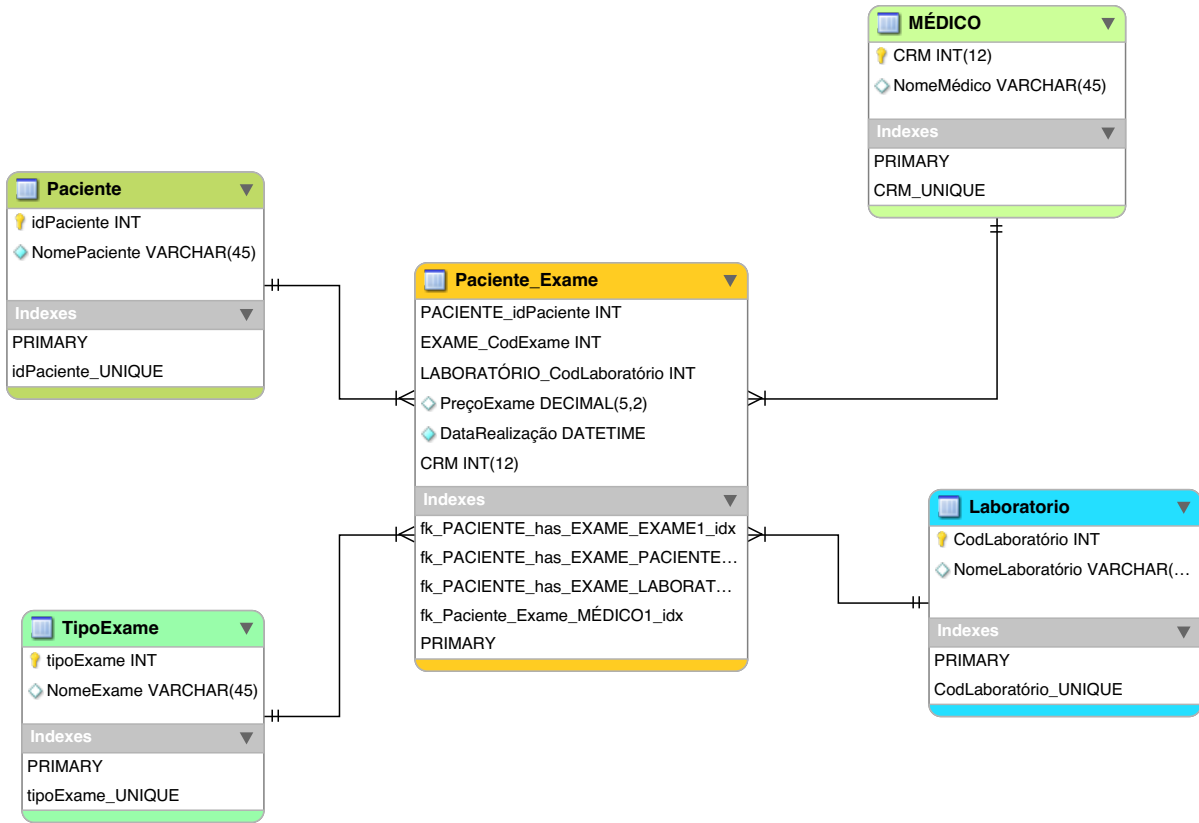 MÉDICO
CRM INT(12)
NomeMédico VARCHAR(45)
Indexes
PRIMARY
CRM_UNIQUE
Paciente
idPaciente INT
NomePaciente VARCHAR(45)
Indexes
PRIMARY
idPaciente_UNIQUE
Paciente_Exame
PACIENTE_idPaciente INT
EXAME_CodExame INT
LABORATÓRIO_CodLaboratório INT
PreçoExame DECIMAL(5,2)
DataRealização DATETIME
CRM INT(12)
Indexes
fk_PACIENTE_has_EXAME_EXAME1_idx
fk_PACIENTE_has_EXAME_PACIENTE…
fk_PACIENTE_has_EXAME_LABORAT…
fk_Paciente_Exame_MÉDICO1_idx
PRIMARY
Laboratorio
CodLaboratório INT
NomeLaboratório VARCHAR(…
Indexes
PRIMARY
CodLaboratório_UNIQUE
TipoExame
tipoExame INT
NomeExame VARCHAR(45)
Indexes
PRIMARY
tipoExame_UNIQUE